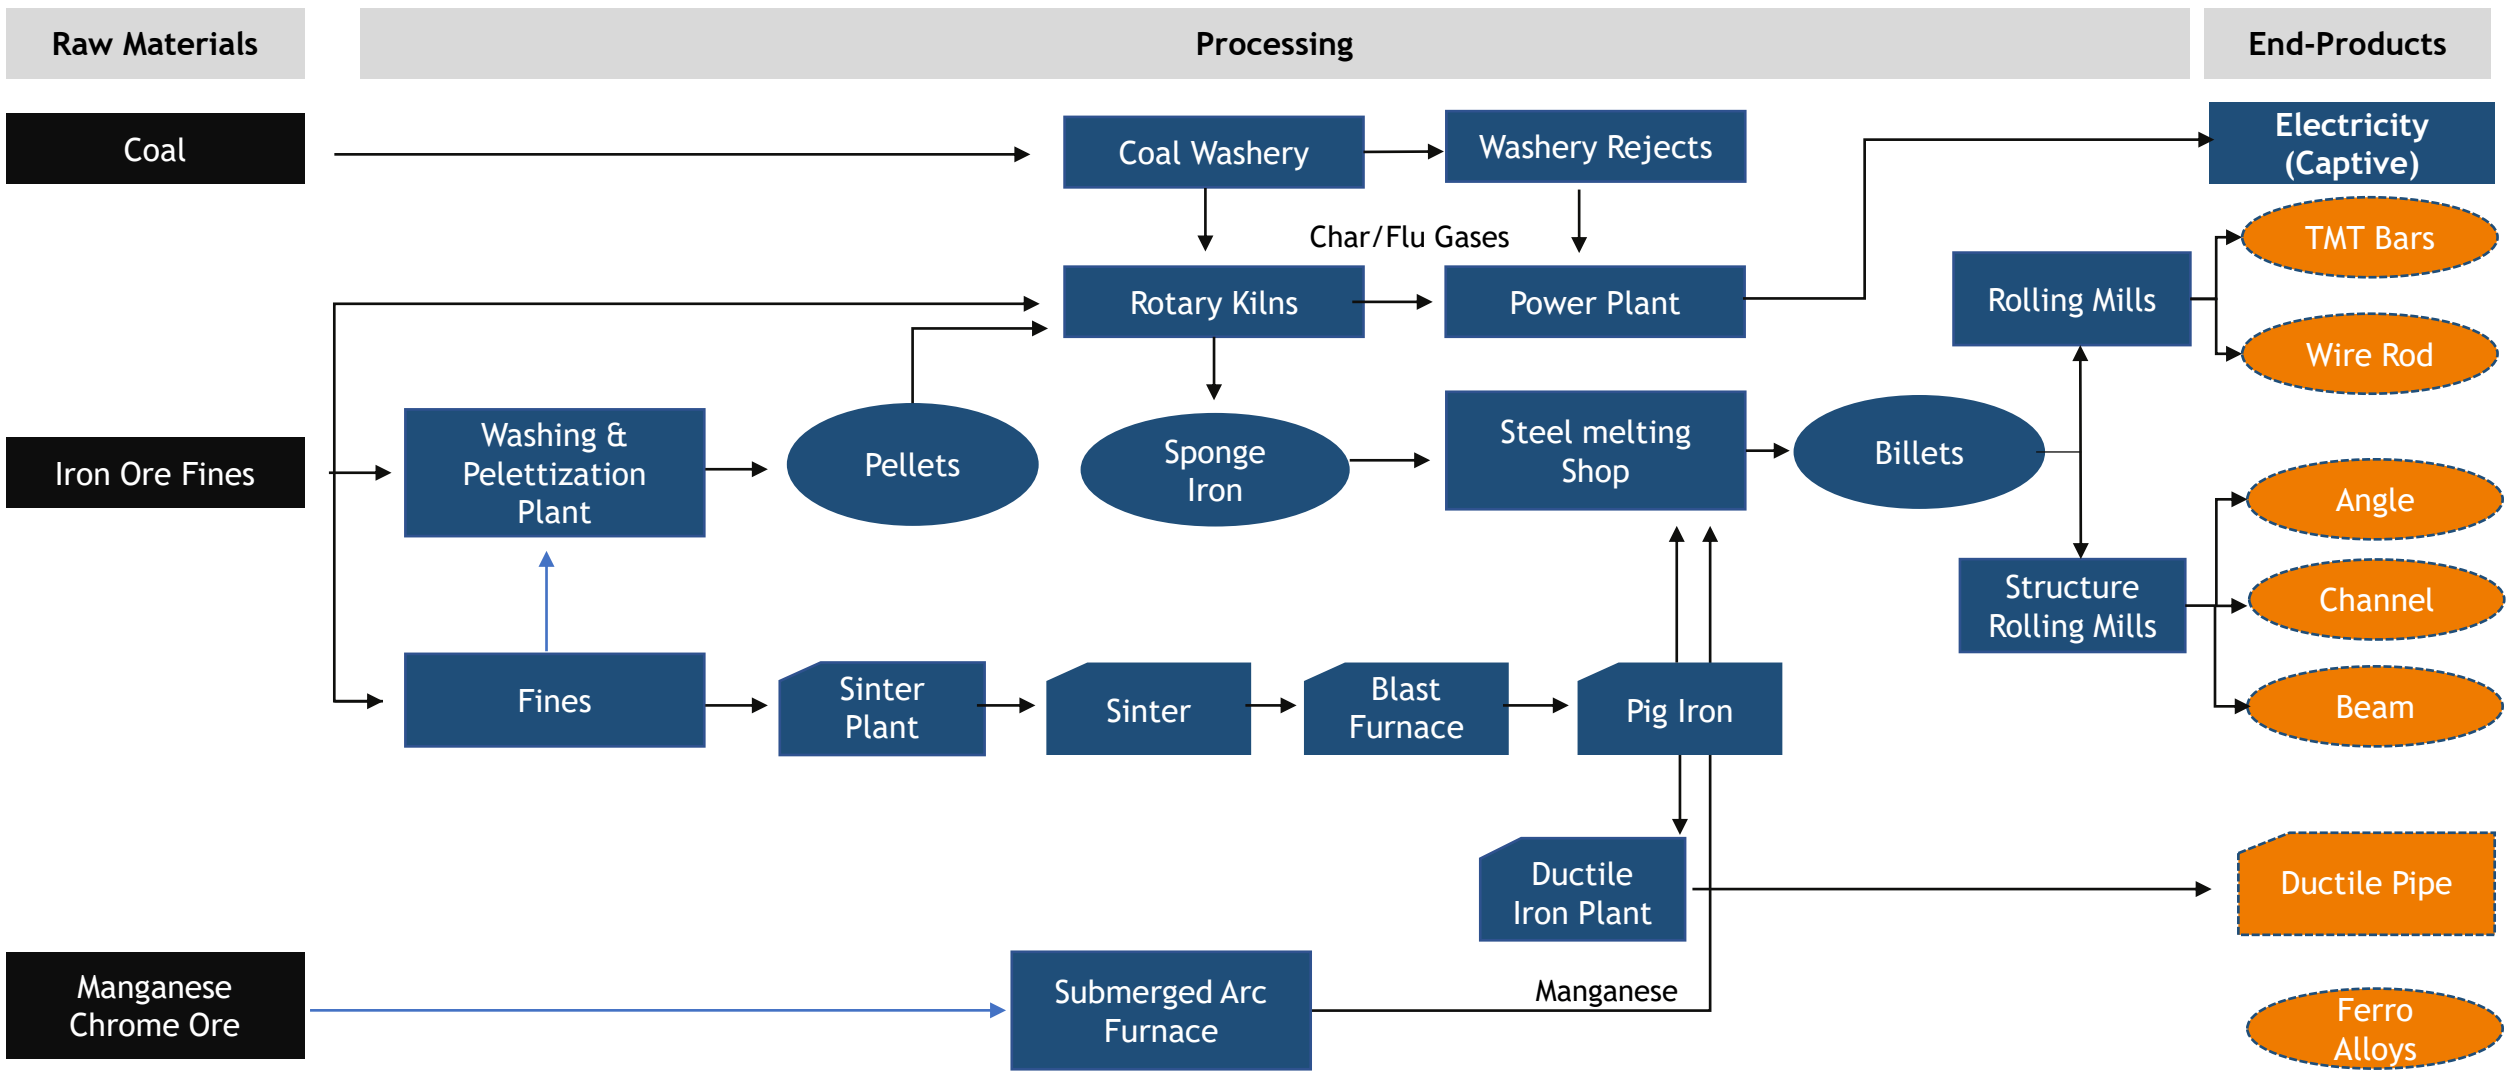 Raw Materials
Processing
End-Products
Coal
Coal Washery
Washery Rejects
Electricity
(Captive)
Char/Flu Gases
TMT Bars
Rotary Kilns
Power Plant
Rolling Mills
Wire Rod
Iron Ore Fines
Washing &
Pelettization
Plant
Pellets
Sponge
Iron
Steel melting
Shop
Billets
Angle
Structure
Rolling Mills
Channel
Fines
Sinter
Plant
Sinter
Blast
Furnace
Pig Iron
Beam
Ductile
Iron Plant
Ductile Pipe
Manganese
Chrome Ore
Submerged Arc
Furnace
Manganese
Ferro
Alloys